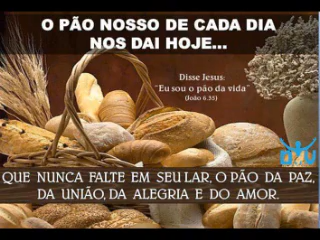 O PÃO NOSSO DE CADA DIA
NOS DAI HOJE...
Disse Jesus:
"Eu sou o pão da vida"
(João 6.35)
QUE NUNCA FALTE EM SEU LAR, O PÃO DA PAZ,
DA UNIÃO, DA ALEGRIA E DO AMOR.